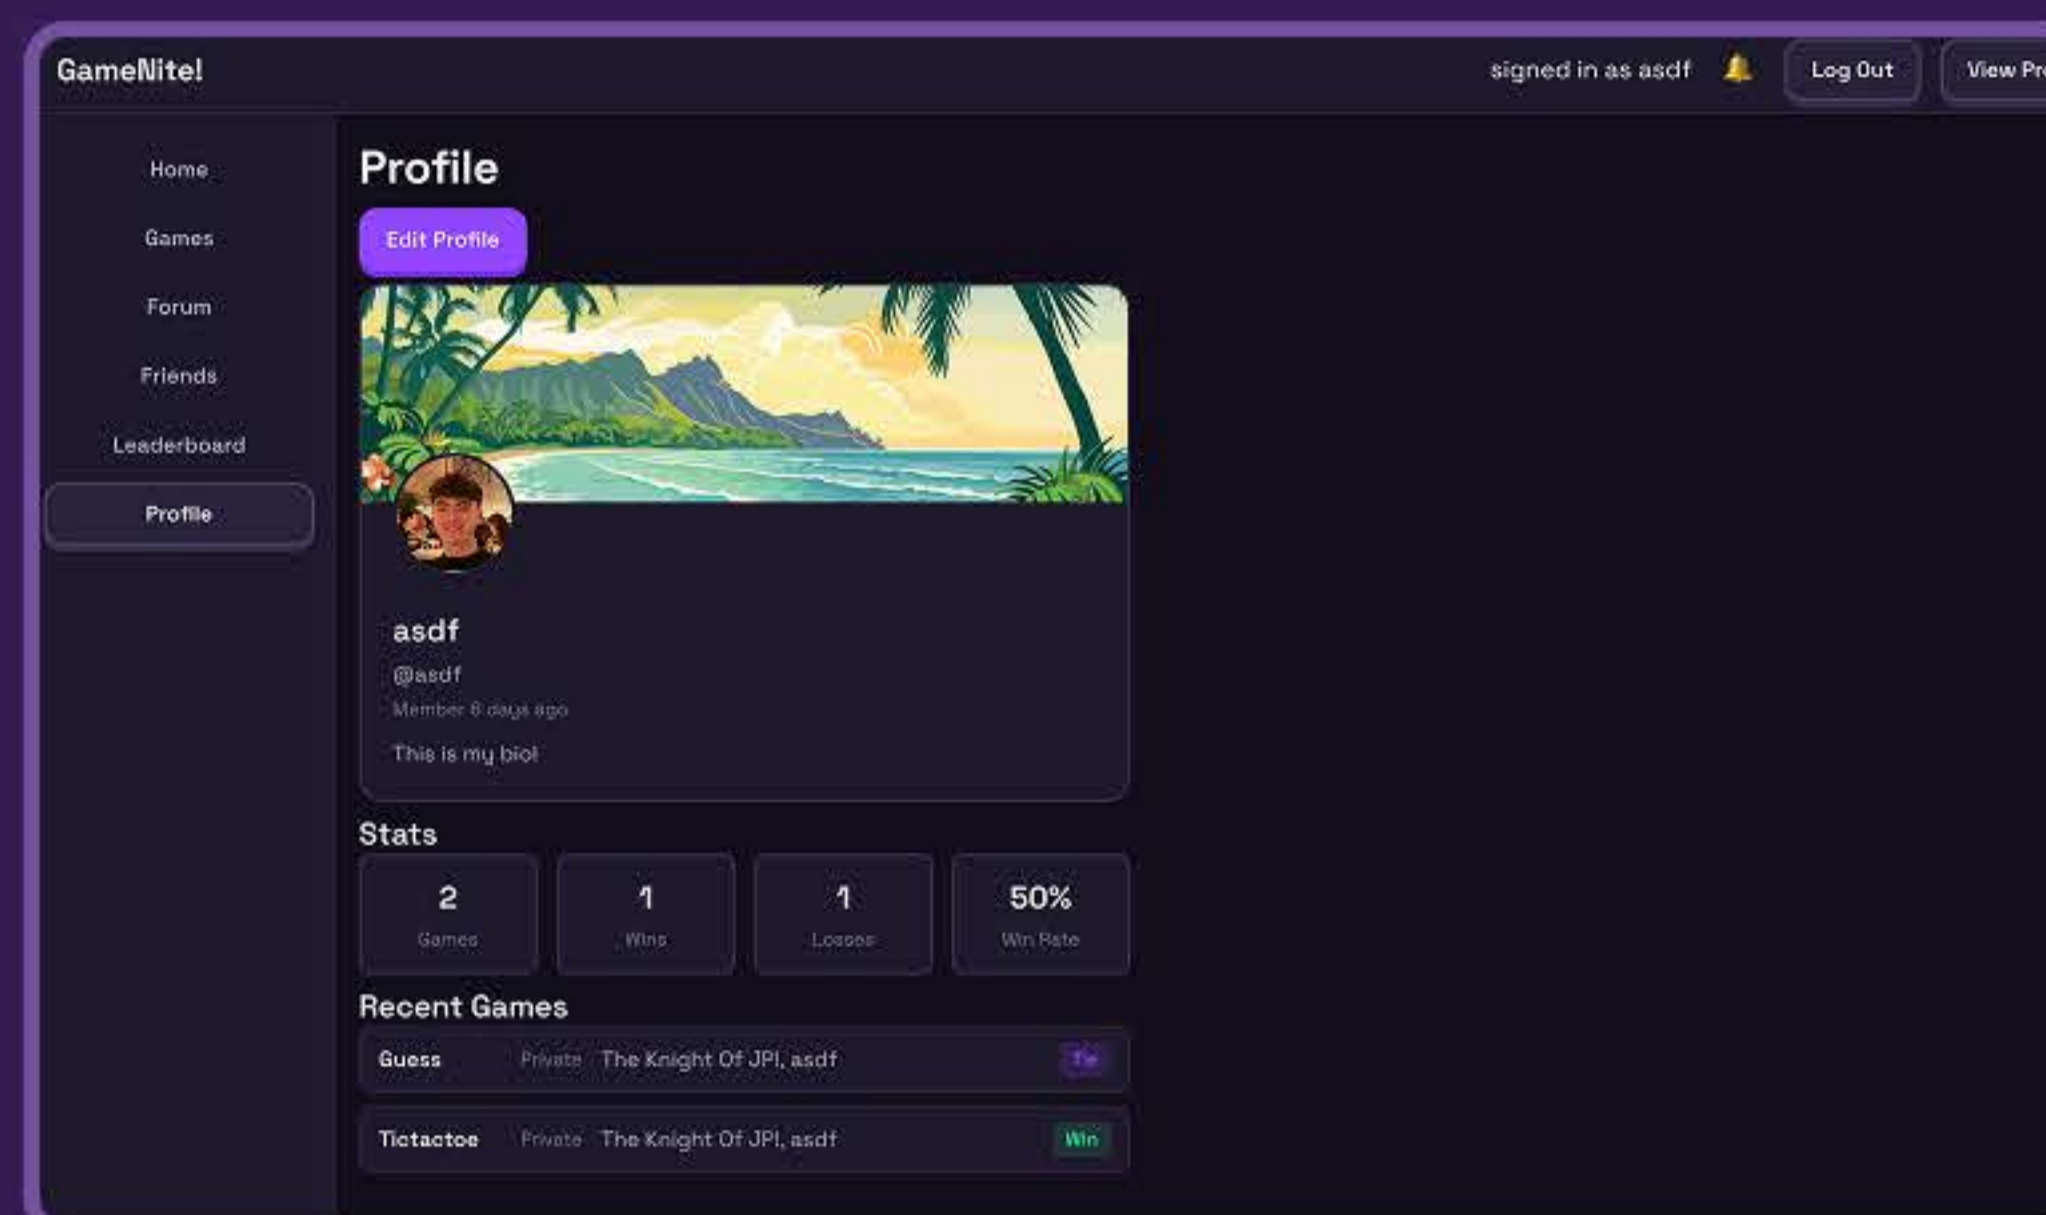 GameNite!
signed in as asdf
Log Out
View Pr
Home
Games
Forum
Friends
Leaderboard
Profile
Profile
Edit Profile
asdf
@asdf
Member 6 days ago
This is my bio!
Stats
2
Games
1
Wins
1
Losses
50%
Win Rate
Recent Games
Guess Private The Knight Of JPI, asdf Tie
Tictactoe Private The Knight Of JPI, asdf Win